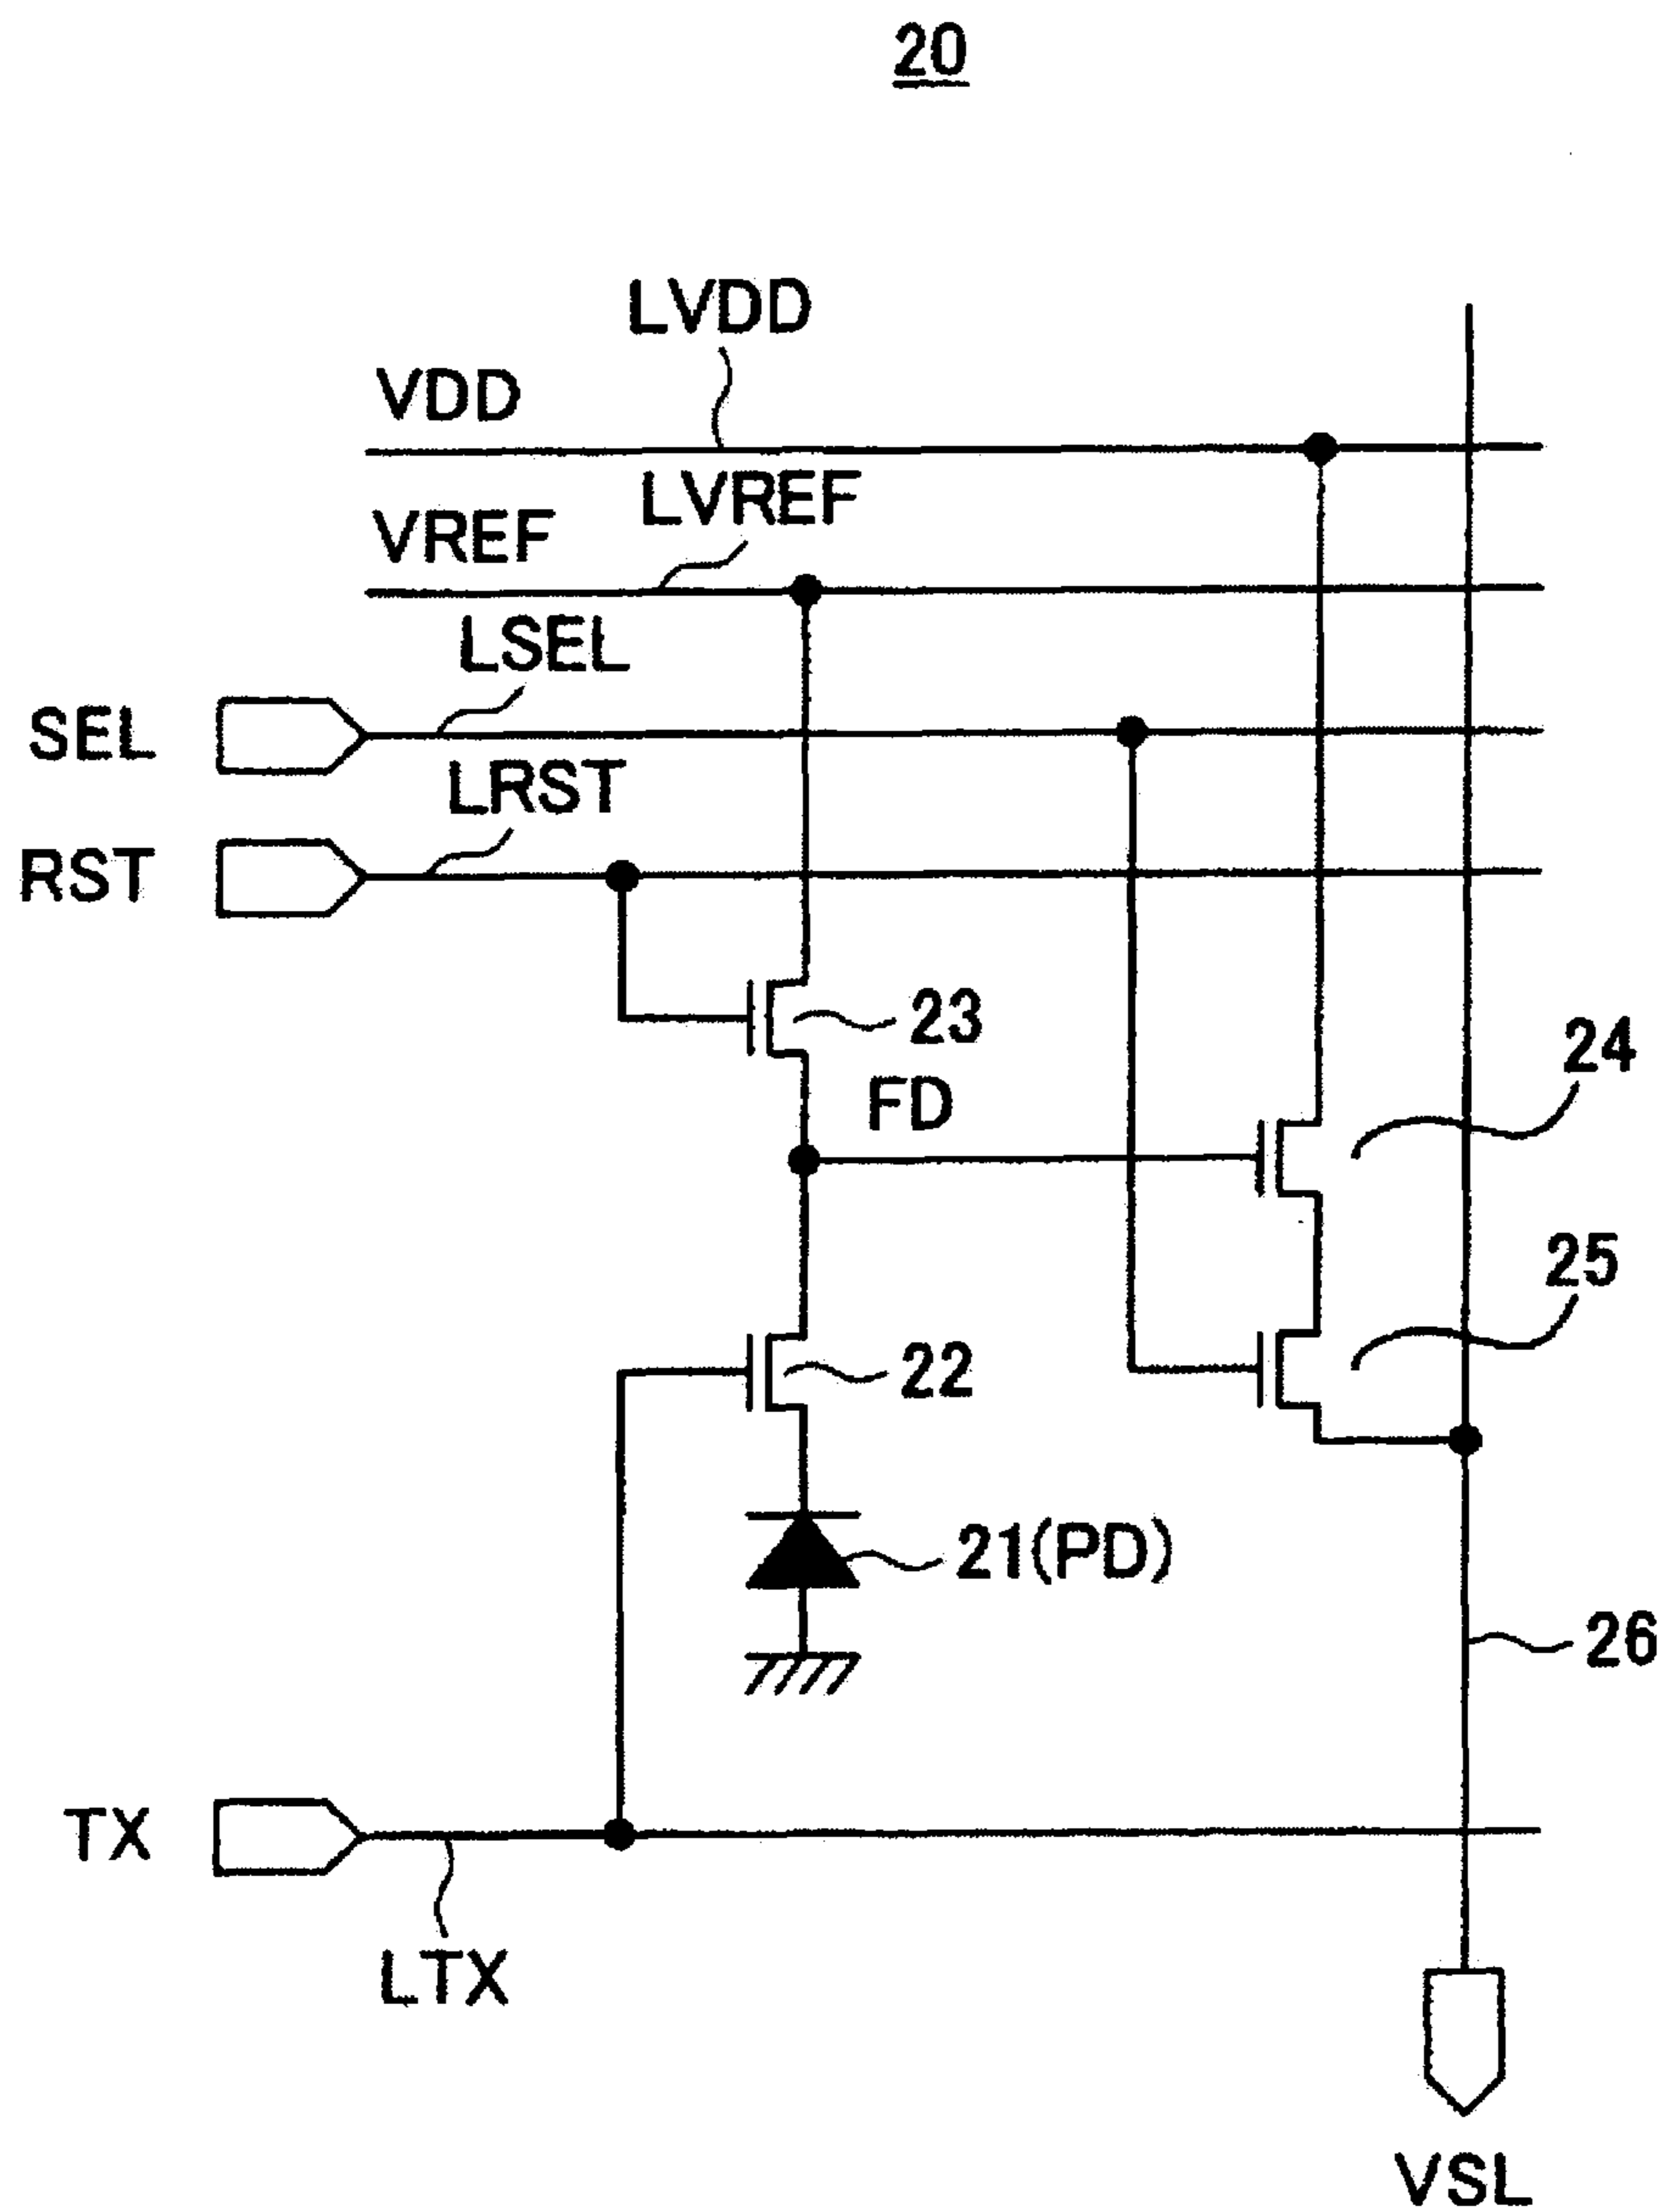 20
LVDD
VDD
LVREF
VREF
LSEL
SEL
LRST
RST
23
24
FD
25
22
21(PD)
26
TX
LTX
VSL